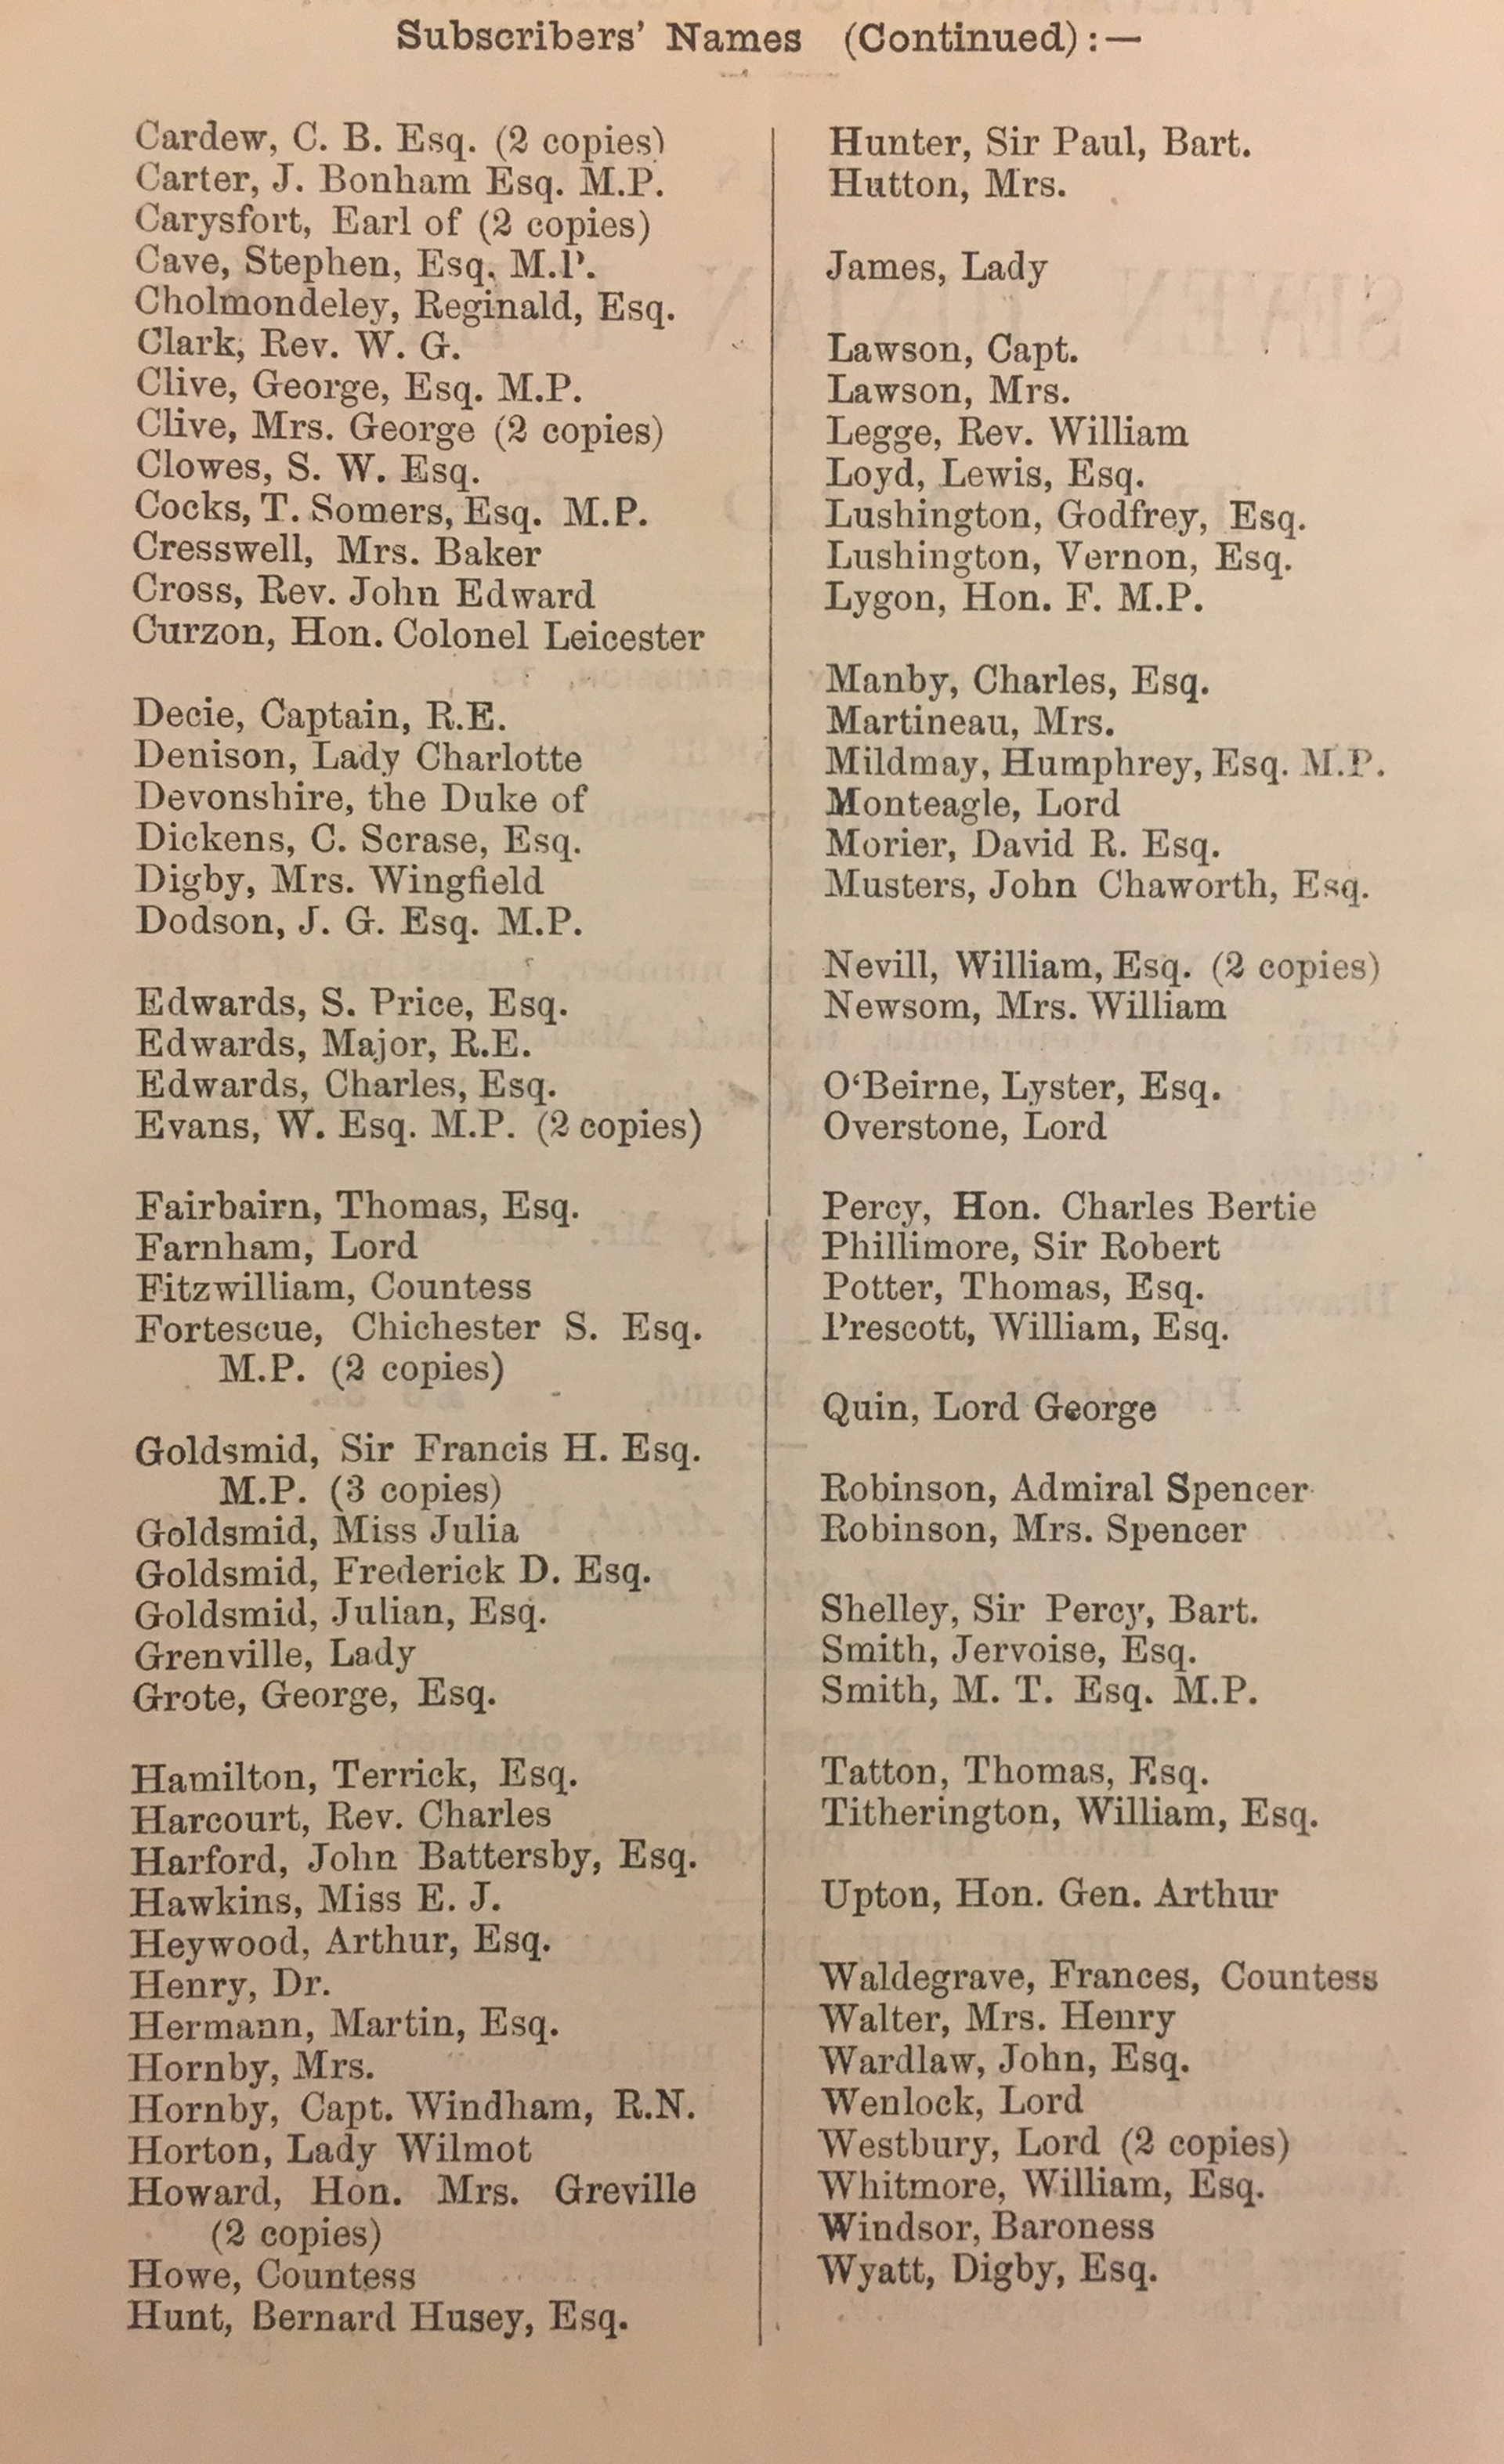 Subscribers' Names (Continued):—
Cardew, C. B. Esq. (2 copies)
Carter, J. Bonham Esq. M.P.
Carysfort, Earl of (2 copies)
Cave, Stephen, Esq. M.P.
Cholmondeley, Reginald, Esq.
Clark, Rev. W. G.
Clive, George, Esq. M.P.
Clive, Mrs. George (2 copies)
Clowes, S. W. Esq.
Cocks, T. Somers, Esq. M.P.
Cresswell, Mrs. Baker
Cross, Rev. John Edward
Curzon, Hon. Colonel Leicester
Decie, Captain, R.E.
Denison, Lady Charlotte
Devonshire, the Duke of
Dickens, C. Scrase, Esq.
Digby, Mrs. Wingfield
Dodson, J. G. Esq. M.P.
Edwards, S. Price, Esq.
Edwards, Major, R.E.
Edwards, Charles, Esq.
Evans, W. Esq. M.P. (2 copies)
Fairbairn, Thomas, Esq.
Farnham, Lord
Fitzwilliam, Countess
Fortescue, Chichester S. Esq.
M.P. (2 copies)
Goldsmid, Sir Francis H. Esq.
M.P. (3 copies)
Goldsmid, Miss Julia
Goldsmid, Frederick D. Esq.
Goldsmid, Julian, Esq.
Grenville, Lady
Grote, George, Esq.
Hamilton, Terrick, Esq.
Harcourt, Rev. Charles
Harford, John Battersby, Esq.
Hawkins, Miss E. J.
Heywood, Arthur, Esq.
Henry, Dr.
Hermann, Martin, Esq.
Hornby, Mrs.
Hornby, Capt. Windham, R.N.
Horton, Lady Wilmot
Howard, Hon. Mrs. Greville
(2 copies)
Howe, Countess
Hunt, Bernard Husey, Esq.
Hunter, Sir Paul, Bart.
Hutton, Mrs.
James, Lady
Lawson, Capt.
Lawson, Mrs.
Legge, Rev. William
Loyd, Lewis, Esq.
Lushington, Godfrey, Esq.
Lushington, Vernon, Esq.
Lygon, Hon. F. M.P.
Manby, Charles, Esq.
Martineau, Mrs.
Mildmay, Humphrey, Esq. M.P.
Monteagle, Lord
Morier, David R. Esq.
Musters, John Chaworth, Esq.
Nevill, William, Esq. (2 copies)
Newsom, Mrs. William
O‘Beirne, Lyster, Esq.
Overstone, Lord
Percy, Hon. Charles Bertie
Phillimore, Sir Robert
Potter, Thomas, Esq.
Prescott, William, Esq.
Quin, Lord George
Robinson, Admiral Spencer
Robinson, Mrs. Spencer
Shelley, Sir Percy, Bart.
Smith, Jervoise, Esq.
Smith, M. T. Esq. M.P.
Tatton, Thomas, Esq.
Titherington, William, Esq.
Upton, Hon. Gen. Arthur
Waldegrave, Frances, Countess
Walter, Mrs. Henry
Wardlaw, John, Esq.
Wenlock, Lord
Westbury, Lord (2 copies)
Whitmore, William, Esq.
Windsor, Baroness
Wyatt, Digby, Esq.